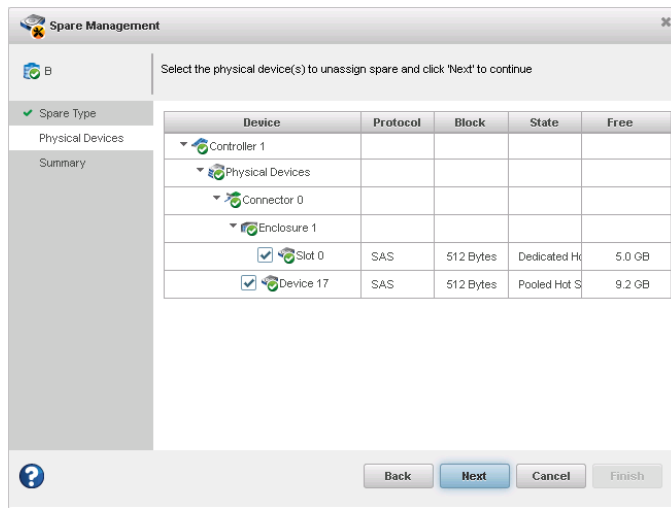 Spare Management
B
Select the physical device(s) to unassign spare and click 'Next' to continue
Spare Type
Physical Devices
Summary
Device Protocol Block State Free
Controller 1
Physical Devices
Connector 0
Enclosure 1
Slot 0 SAS 512 Bytes Dedicated Ho 5.0 GB
Device 17 SAS 512 Bytes Pooled Hot S 9.2 GB
? Back Next Cancel Finish